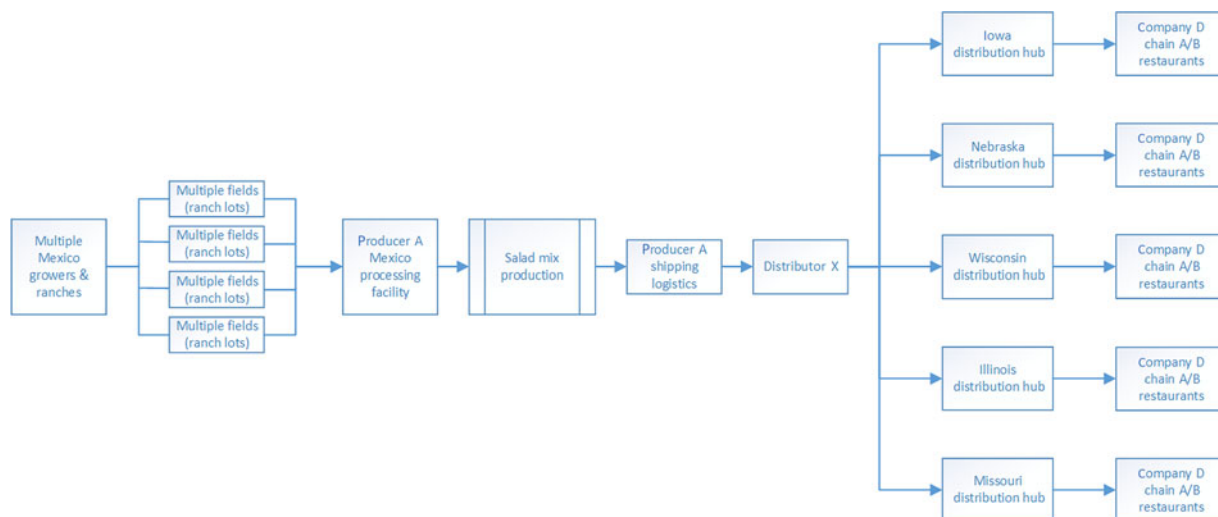 Multiple
Mexico
growers &
ranches
Multiple fields
(ranch lots)
Multiple fields
(ranch lots)
Multiple fields
(ranch lots)
Multiple fields
(ranch lots)
Producer A
Mexico
processing
facility
Salad mix
production
Producer A
shipping
logistics
Distributor X
Iowa
distribution hub
Company D
chain A/B
restaurants
Nebraska
distribution hub
Company D
chain A/B
restaurants
Wisconsin
distribution hub
Company D
chain A/B
restaurants
Illinois
distribution hub
Company D
chain A/B
restaurants
Missouri
distribution hub
Company D
chain A/B
restaurants